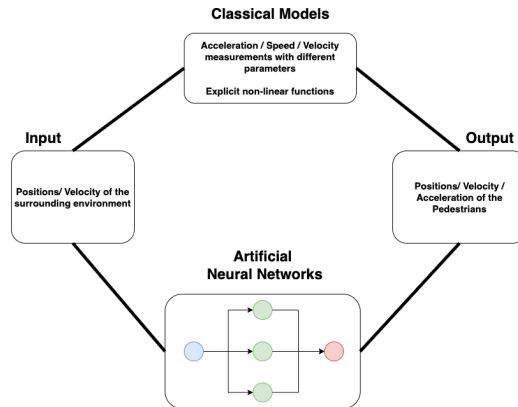 Classical Models
Acceleration / Speed / Velocity
measurements with different
parameters
Explicit non-linear functions
Input
Output
Positions/ Velocity of the
surrounding environment
Positions/ Velocity /
Acceleration of the
Pedestrians
Artificial
Neural Networks